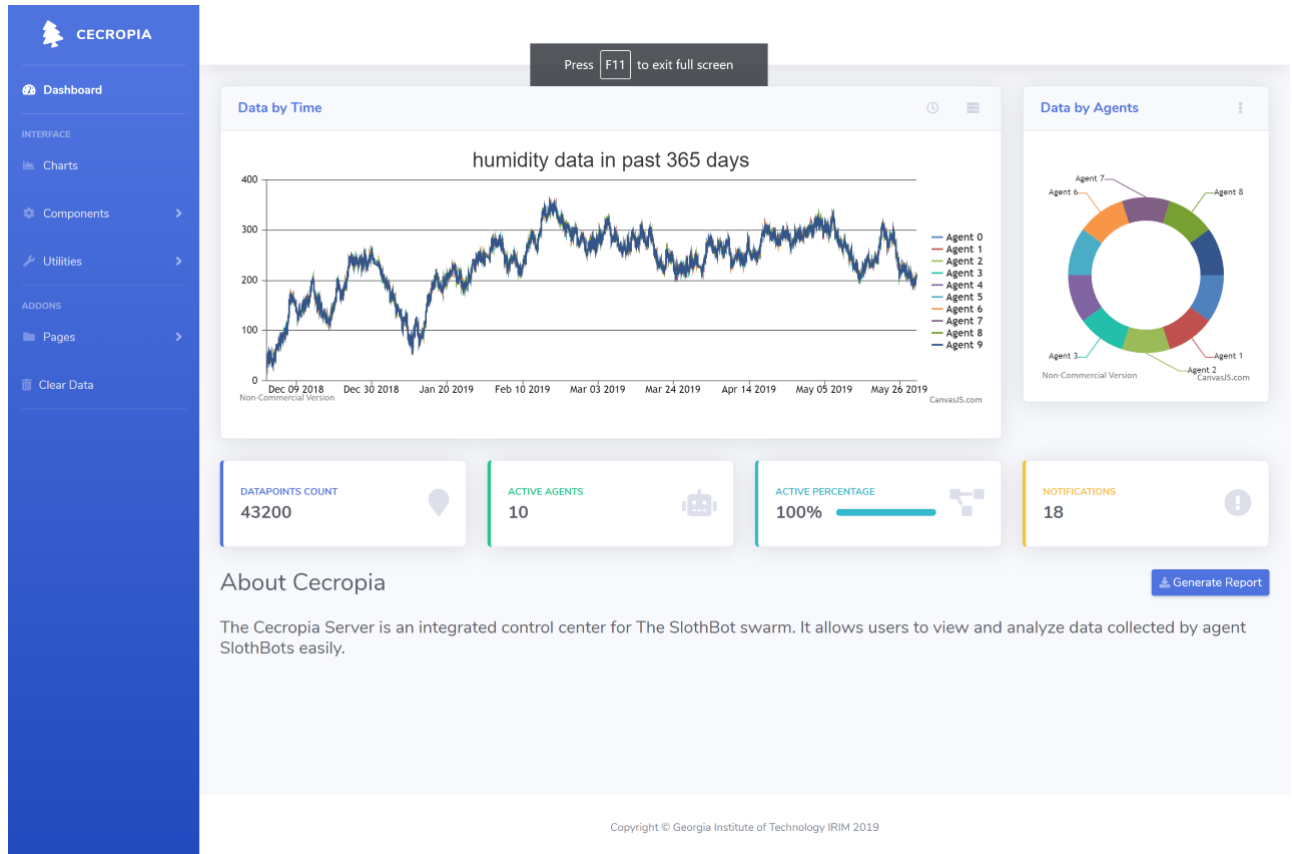 CECROPIA
Dashboard
INTERFACE
Charts
Components
Utilities
ADDONS
Pages
Clear Data
Press F11 to exit full screen
Data by Time
humidity data in past 365 days
400
300
200
100
0
Dec 09 2018 Dec 30 2018 Jan 20 2019 Feb 10 2019 Mar 03 2019 Mar 24 2019 Apr 14 2019 May 05 2019 May 26 2019
Agent 0
Agent 1
Agent 2
Agent 3
Agent 4
Agent 5
Agent 6
Agent 7
Agent 8
Agent 9
Non-Commercial Version
CanvasJS.com
Data by Agents
Agent 7
Agent 6
Agent 8
Agent 3
Agent 1
Agent 2
Non-Commercial Version
CanvasJS.com
DATAPOINTS COUNT
43200
ACTIVE AGENTS
10
ACTIVE PERCENTAGE
100%
NOTIFICATIONS
18
About Cecropia
Generate Report
The Cecropia Server is an integrated control center for The SlothBot swarm. It allows users to view and analyze data collected by agent
SlothBots easily.
Copyright © Georgia Institute of Technology IRIM 2019